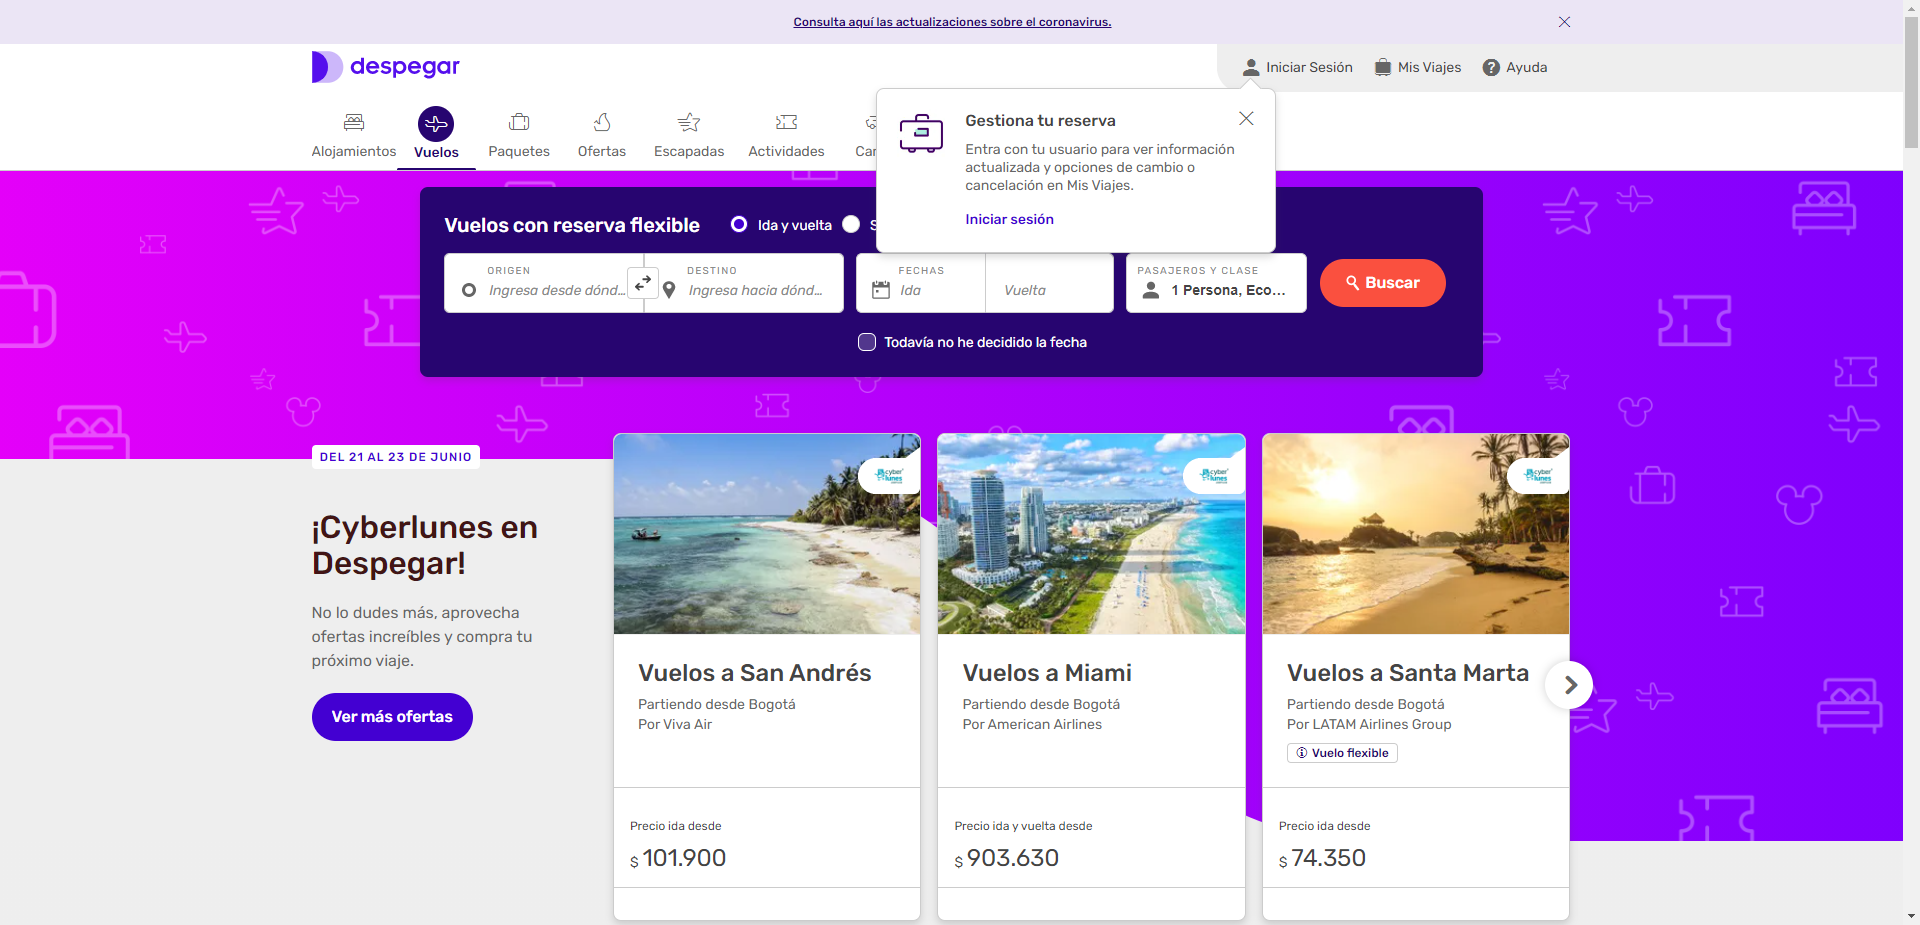 Consulta aquí las actualizaciones sobre el coronavirus.
despegar
Iniciar Sesión
Mis Viajes
Ayuda
Alojamientos
Vuelos
Paquetes
Ofertas
Escapadas
Actividades
Gestiona tu reserva
Entra con tu usuario para ver información
actualizada y opciones de cambio o
cancelación en Mis Viajes.
Iniciar sesión
Vuelos con reserva flexible
Ida y vuelta
ORIGEN
Ingresa desde dónd...
DESTINO
Ingresa hacia dónd...
FECHAS
Ida
Vuelta
PASAJEROS Y CLASE
1 Persona, Eco...
Buscar
Todavía no he decidido la fecha
DEL 21 AL 23 DE JUNIO
¡Cyberlunes en
Despegar!
No lo dudes más, aprovecha
ofertas increíbles y compra tu
próximo viaje.
Ver más ofertas
cyber
lunes
Vuelos a San Andrés
Partiendo desde Bogotá
Por Viva Air
Precio ida desde
$ 101.900
cyber
lunes
Vuelos a Miami
Partiendo desde Bogotá
Por American Airlines
Precio ida y vuelta desde
$ 903.630
cyber
lunes
Vuelos a Santa Marta
Partiendo desde Bogotá
Por LATAM Airlines Group
Vuelo flexible
Precio ida desde
$ 74.350